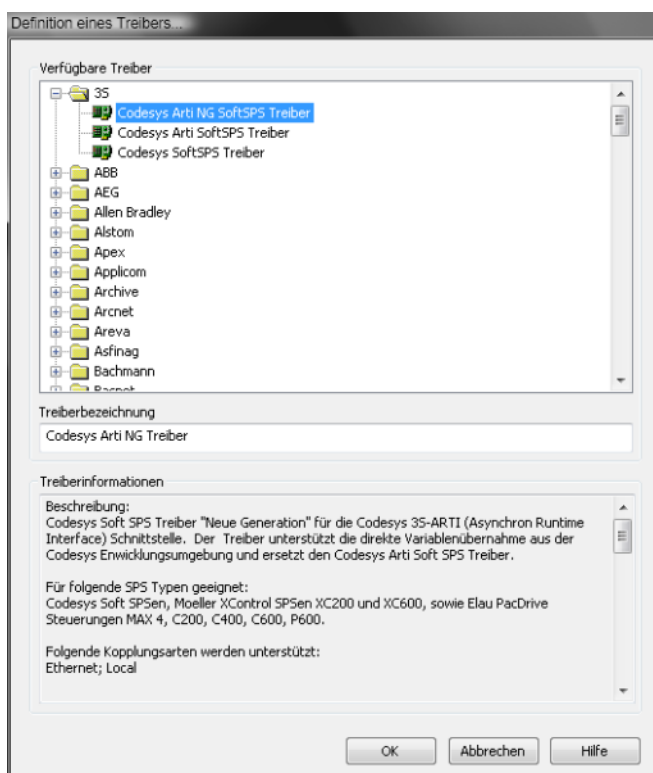 Definition eines Treibers...
Verfügbare Treiber
3S
Codesys Arti NG SoftSPS Treiber
Codesys Arti SoftSPS Treiber
Codesys SoftSPS Treiber
ABB
AEG
Allen Bradley
Alstom
Apex
Applicom
Archive
Arcnet
Areva
Asfinag
Bachmann
Bacnet
Treiberbezeichnung
Codesys Arti NG Treiber
Treiberinformationen
Beschreibung:
Codesys Soft SPS Treiber "Neue Generation" für die Codesys 3S-ARTI (Asynchron Runtime
Interface) Schnittstelle. Der Treiber unterstützt die direkte Variablenübernahme aus der
Codesys Enwicklungsumgebung und ersetzt den Codesys Arti Soft SPS Treiber.
Für folgende SPS Typen geeignet:
Codesys Soft SPSen, Moeller XControl SPSen XC200 und XC600, sowie Elau PacDrive
Steuerungen MAX 4, C200, C400, C600, P600.
Folgende Kopplungsarten werden unterstützt:
Ethernet; Local
OK
Abbrechen
Hilfe